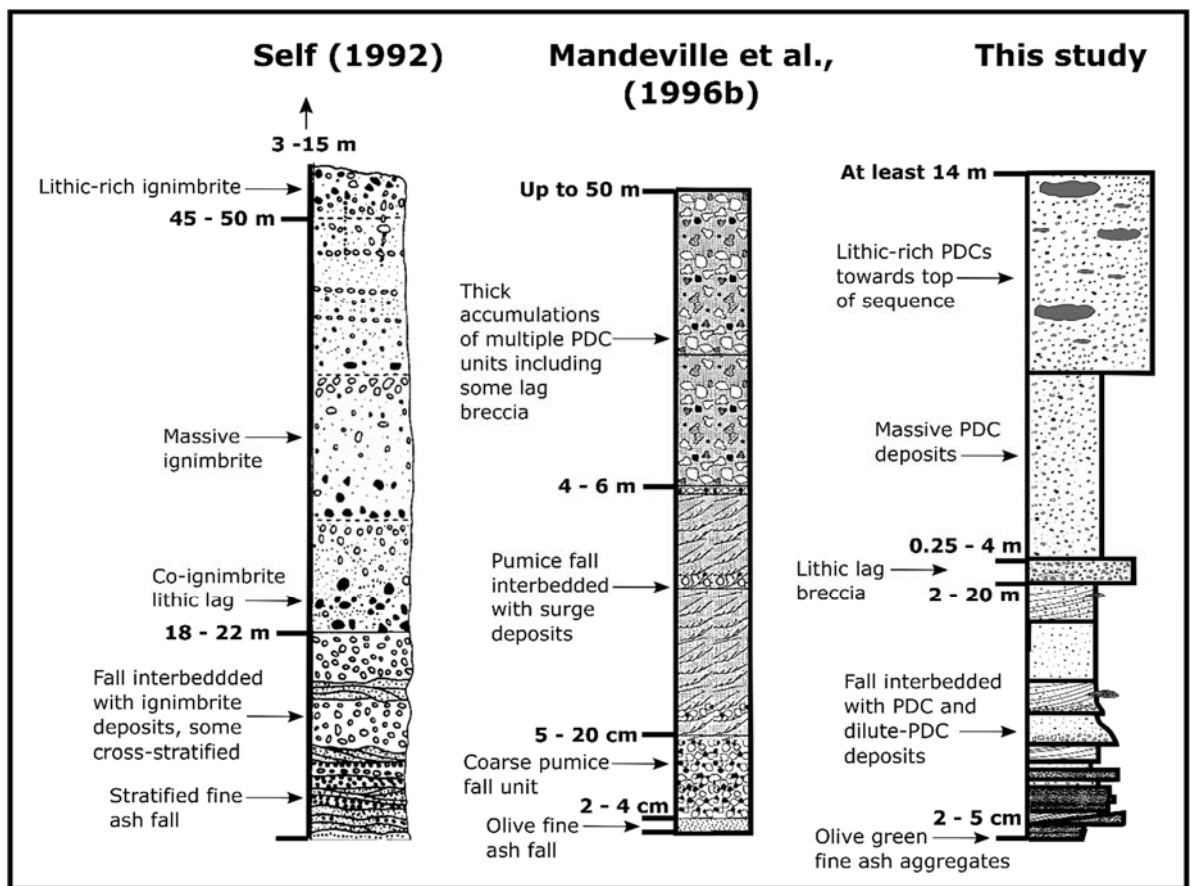 Self (1992)
3 -15 m
Lithic-rich ignimbrite
45 - 50 m
Massive
ignimbrite
Co-ignimbrite
lithic lag
18 - 22 m
Fall interbeddded
with ignimbrite
deposits, some
cross-stratified
Stratified fine
ash fall
Mandeville et al.,
(1996b)
Up to 50 m
Thick
accumulations
of multiple PDC
units including
some lag
breccia
4 - 6 m
Pumice fall
interbedded
with surge
deposits
5 - 20 cm
Coarse pumice
fall unit
2 - 4 cm
Olive fine
ash fall
This study
At least 14 m
Lithic-rich PDCs
towards top
of sequence
Massive PDC
deposits
0.25 - 4 m
Lithic lag
breccia
2 - 20 m
Fall interbedded
with PDC and
dilute-PDC
deposits
2 - 5 cm
Olive green
fine ash aggregates